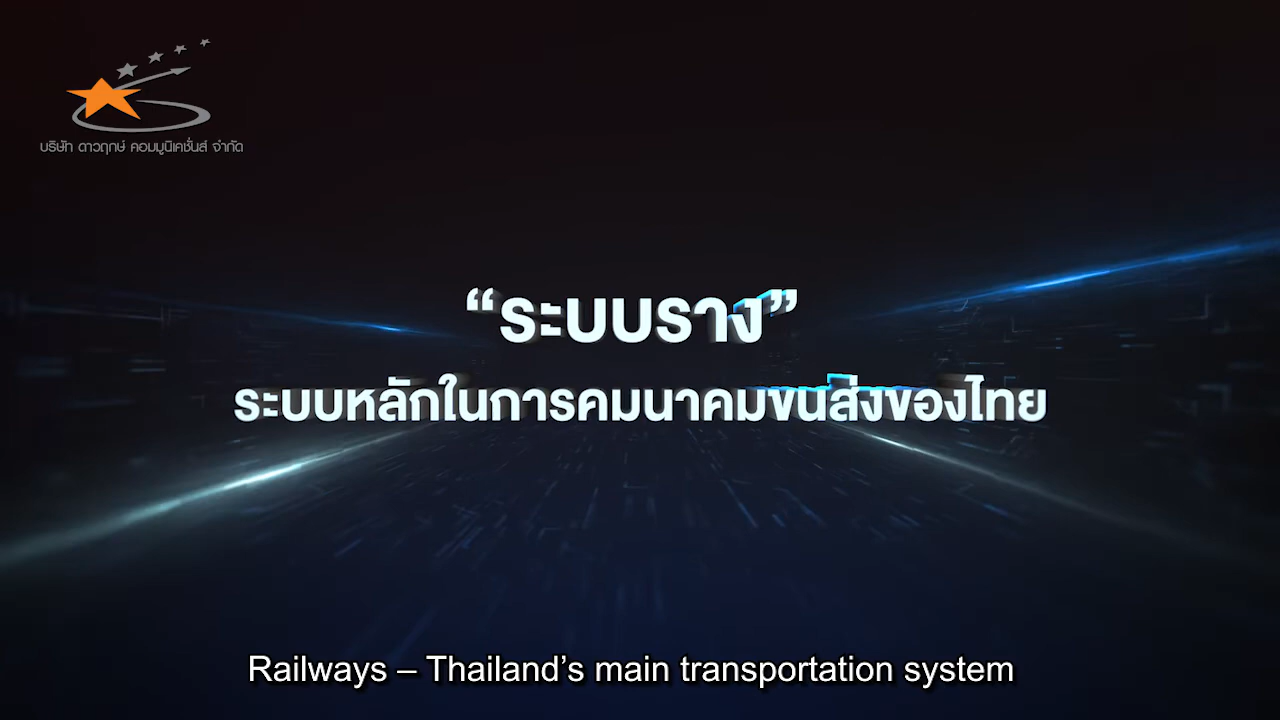 บริษัท ดาวฤกษ์ คอมมูนิเคชั่นส์ จำกัด
“ระบบราง”
ระบบหลักในการคมนาคมขนส่งของไทย
Railways – Thailand’s main transportation system